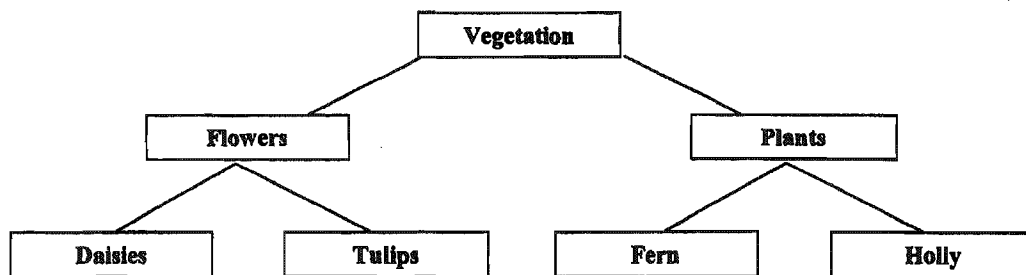 Vegetation
Flowers
Plants
Daisies
Tulips
Fern
Holly